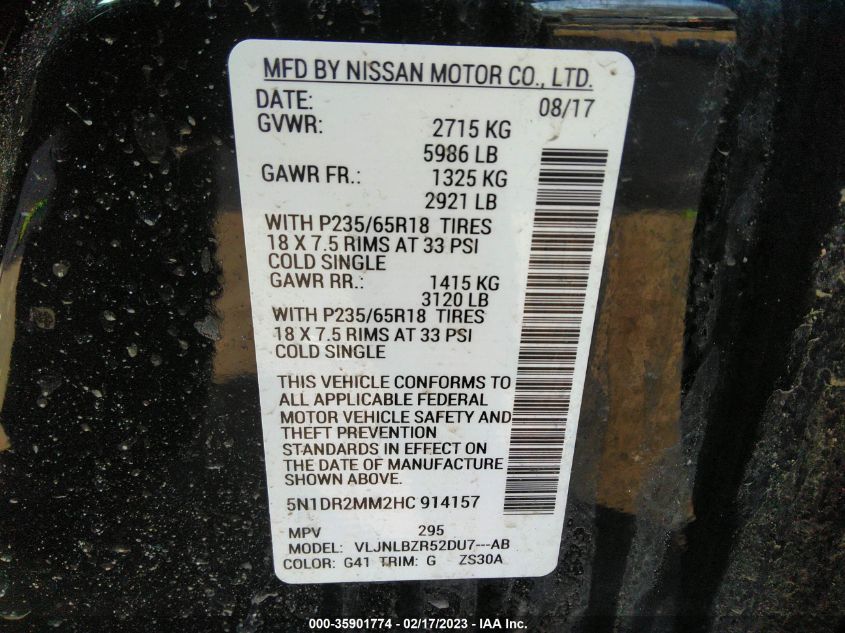 MFD BY NISSAN MOTOR CO., LTD.
DATE: 08/17
GVWR: 2715 KG
5986 LB
GAWR FR.: 1325 KG
2921 LB
WITH P235/65R18 TIRES
18 X 7.5 RIMS AT 33 PSI
COLD SINGLE
GAWR RR.: 1415 KG
3120 LB
WITH P235/65R18 TIRES
18 X 7.5 RIMS AT 33 PSI
COLD SINGLE
THIS VEHICLE CONFORMS TO
ALL APPLICABLE FEDERAL
MOTOR VEHICLE SAFETY AND
THEFT PREVENTION
STANDARDS IN EFFECT ON
THE DATE OF MANUFACTURE
SHOWN ABOVE.
5N1DR2MM2HC 914157
MPV 295
MODEL: VLJNLBZR52DU7---AB
COLOR: G41 TRIM: G ZS30A
000-35901774 - 02/17/2023 - IAA Inc.